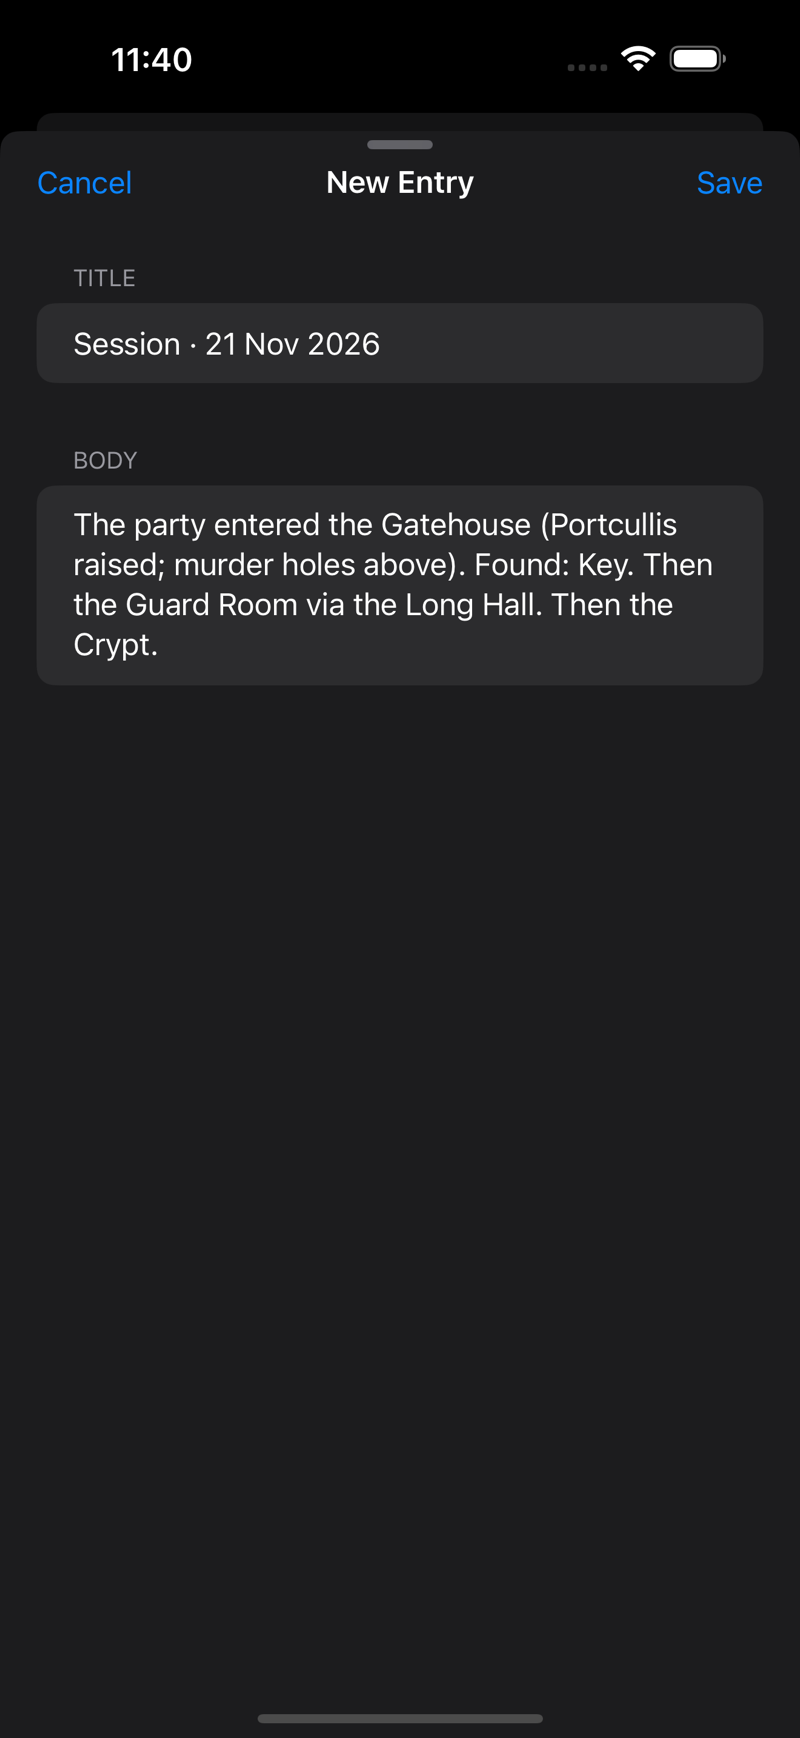 11:40
Cancel
New Entry
Save
TITLE
Session · 21 Nov 2026
BODY
The party entered the Gatehouse (Portcullis
raised; murder holes above). Found: Key. Then
the Guard Room via the Long Hall. Then the
Crypt.